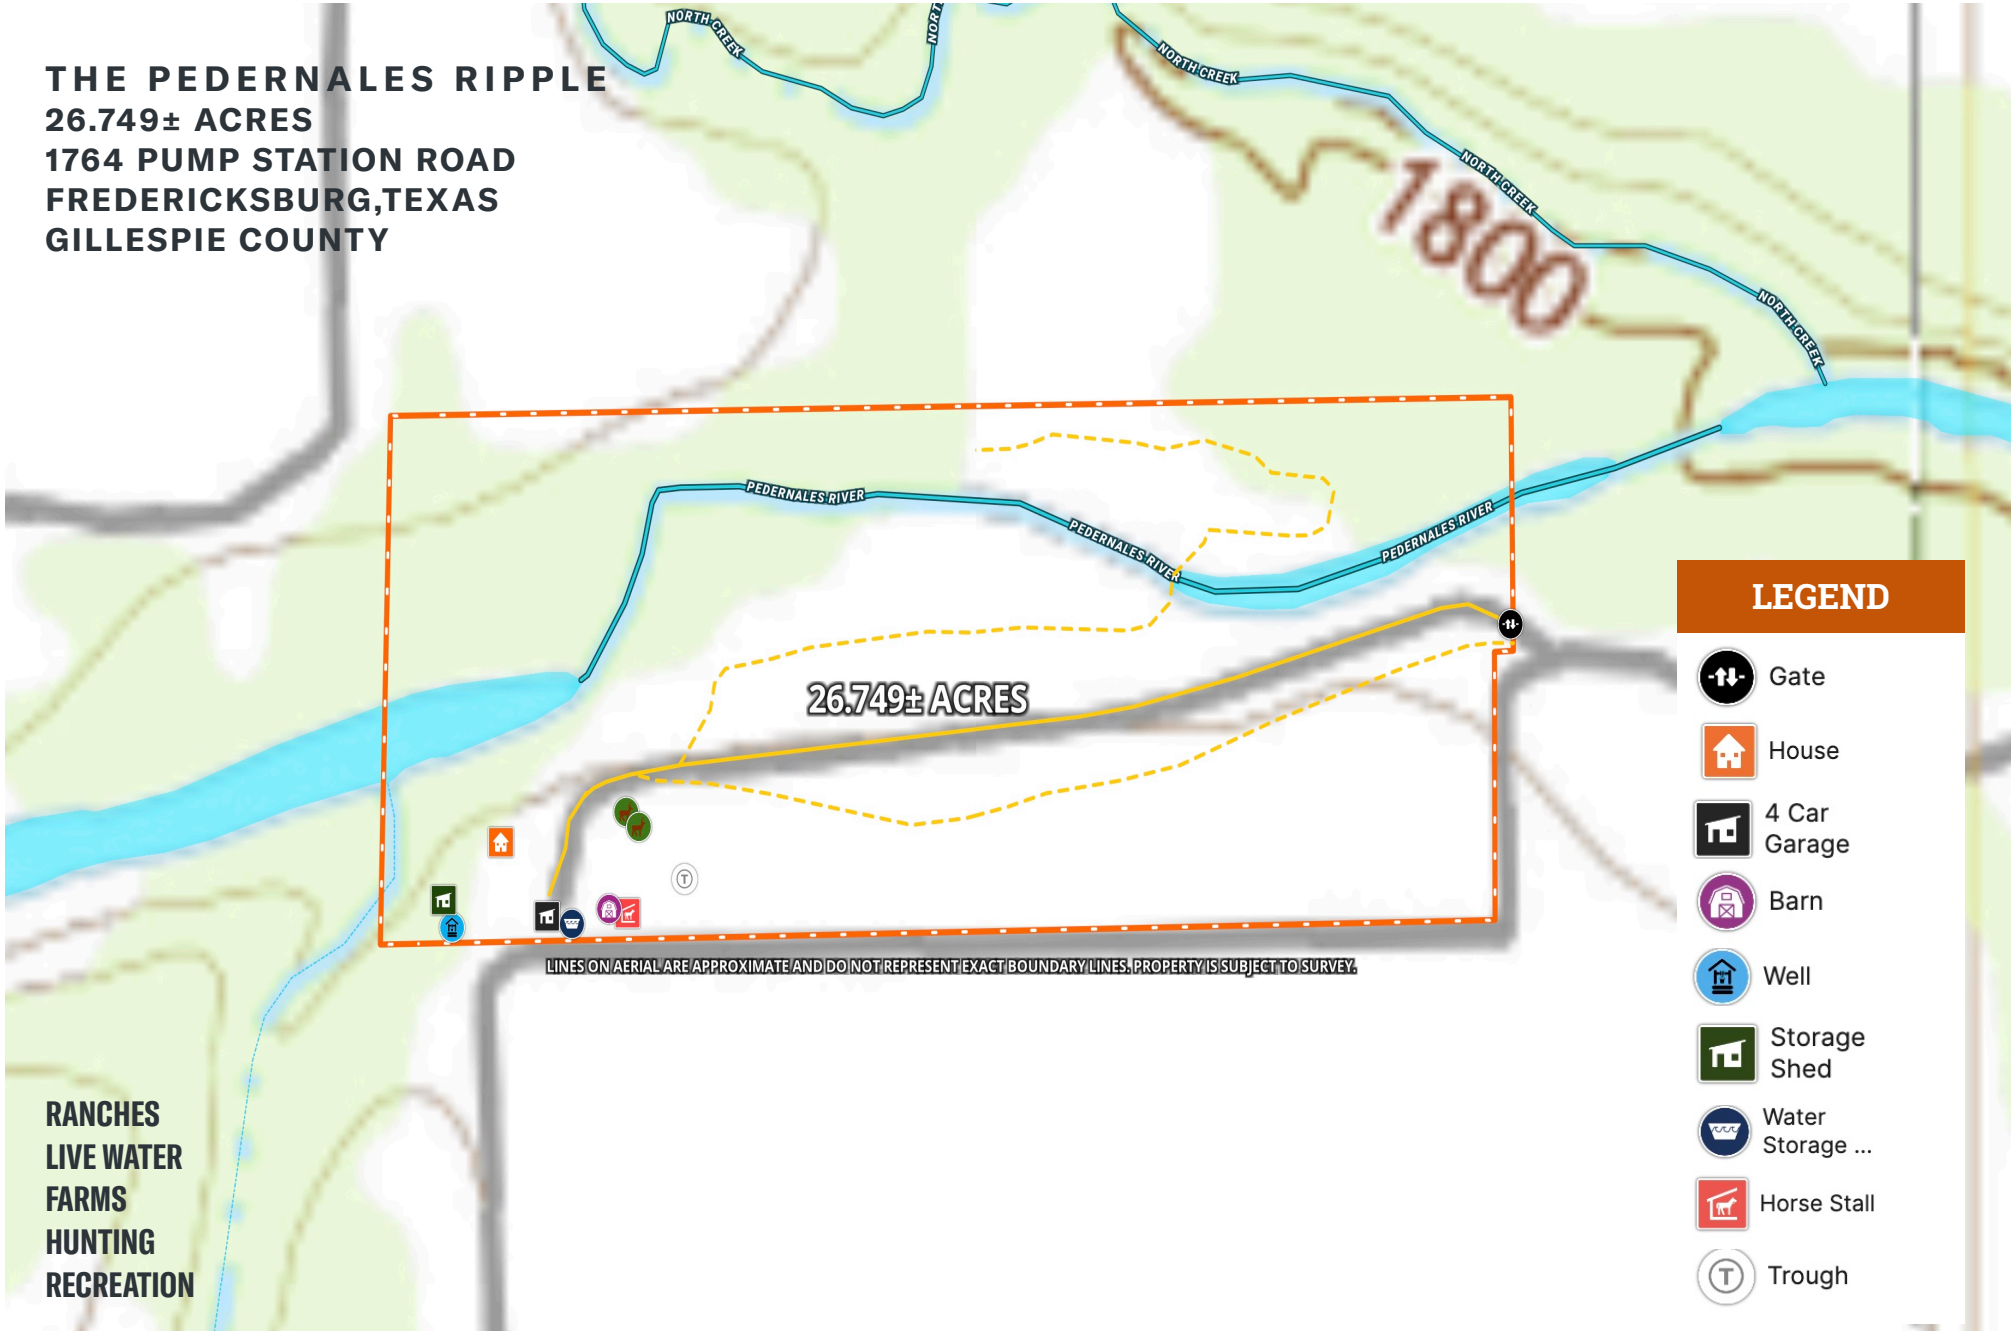 THE PEDERNALES RIPPLE
26.749± ACRES
1764 PUMP STATION ROAD
FREDERICKSBURG,TEXAS
GILLESPIE COUNTY
NORTH CREEK
NORT
NORTH CREEK
NORTH CREEK
NORTH CREEK
1800
PEDERNALES RIVER
PEDERNALES RIVER
PEDERNALES RIVER
26.749± ACRES
T
LINES ON AERIAL ARE APPROXIMATE AND DO NOT REPRESENT EXACT BOUNDARY LINES. PROPERTY IS SUBJECT TO SURVEY.
LEGEND
Gate
House
4 Car
Garage
Barn
Well
Storage
Shed
Water
Storage ...
Horse Stall
T
Trough
RANCHES
LIVE WATER
FARMS
HUNTING
RECREATION